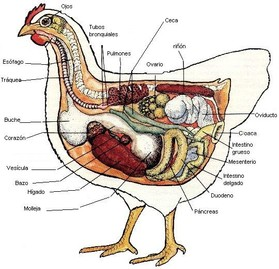 Ojos
Ceca
Tubos
bronquiales
Pulmones
riñón
Ovario
Esófago
Tráquea
Buche
Corazón
Oviducto
Cloaca
Intestino
grueso
Mesenterio
Vesícula
Bazo
Hígado
Molleja
Intestino
delgado
Duodeno
Páncreas